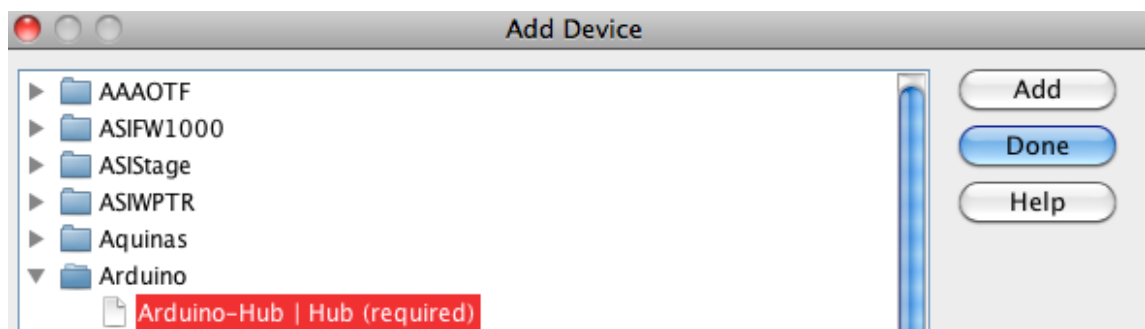 Add Device
AAAOTF
ASIFW1000
ASIStage
ASIWPTR
Aquinas
Arduino
Arduino-Hub | Hub (required)
Add
Done
Help